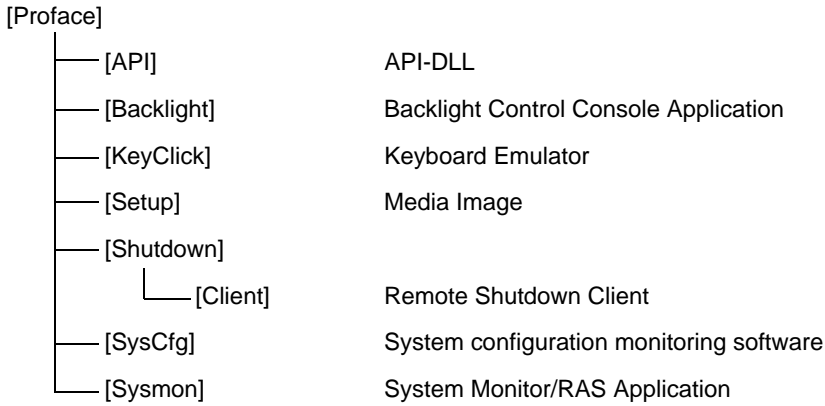 [Proface]
[API] API-DLL
[Backlight] Backlight Control Console Application
[KeyClick] Keyboard Emulator
[Setup] Media Image
[Shutdown]
[Client] Remote Shutdown Client
[SysCfg] System configuration monitoring software
[Sysmon] System Monitor/RAS Application